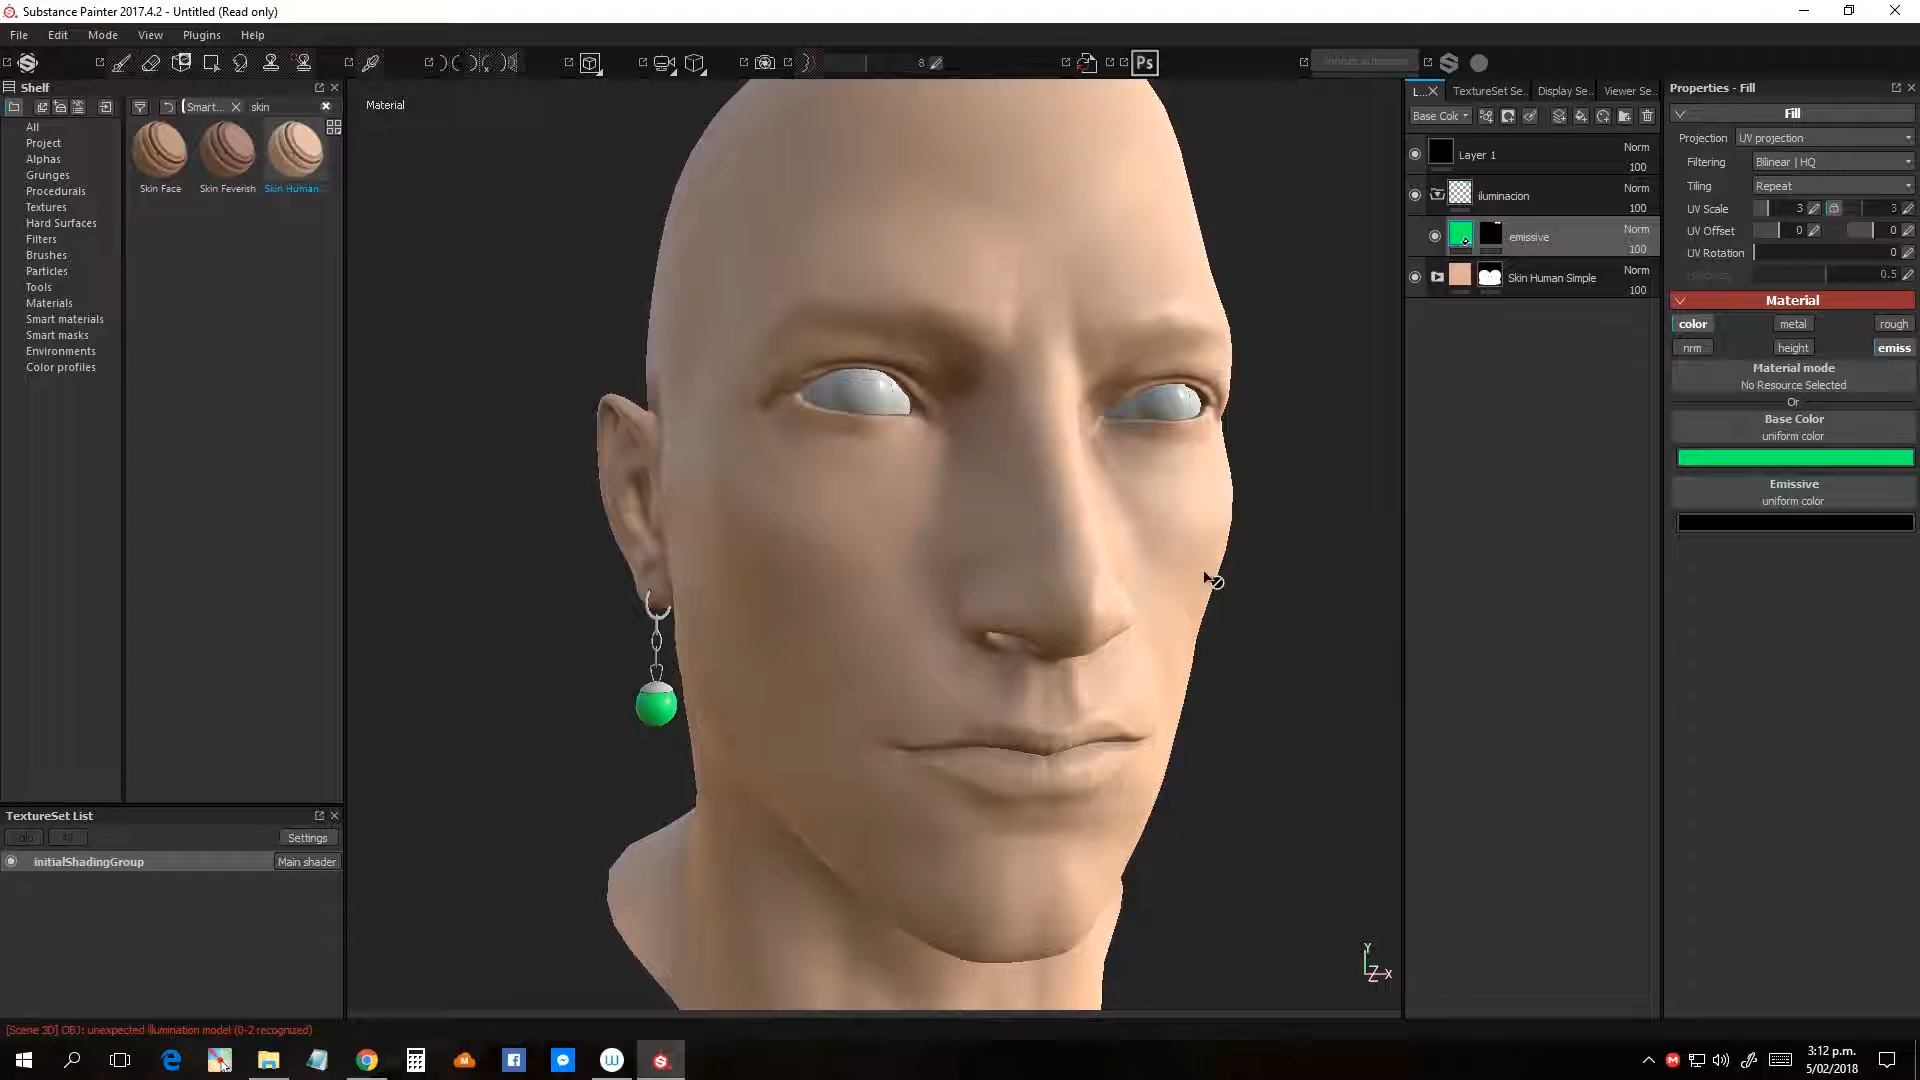 Substance Painter 2017.4.2 - Untitled (Read only)
File Edit Mode View Plugins Help
8
Ps
Shelf
Smart... skin
All
Project
Alphas
Grunges
Procedurals
Textures
Hard Surfaces
Filters
Brushes
Particles
Tools
Materials
Smart materials
Smart masks
Environments
Color profiles
Skin Face Skin Feverish Skin Human...
Material
TextureSet List
Solo All Settings
initialShadingGroup Main shader
[Scene 3D] OBJ: unexpected illumination model (0-2 recognized)
Y
Z X
L... TextureSet Se... Display Se... Viewer Se...
Base Colc
Layer 1 Norm 100
iluminacion Norm 100
emissive Norm 100
Skin Human Simple Norm 100
Properties - Fill
Fill
Projection UV projection
Filtering Bilinear | HQ
Tiling Repeat
UV Scale 3 3
UV Offset 0 0
UV Rotation 0
0.5
Material
color metal rough
nrm height emiss
Material mode
No Resource Selected
Or
Base Color
uniform color
Emissive
uniform color
3:12 p.m.
5/02/2018